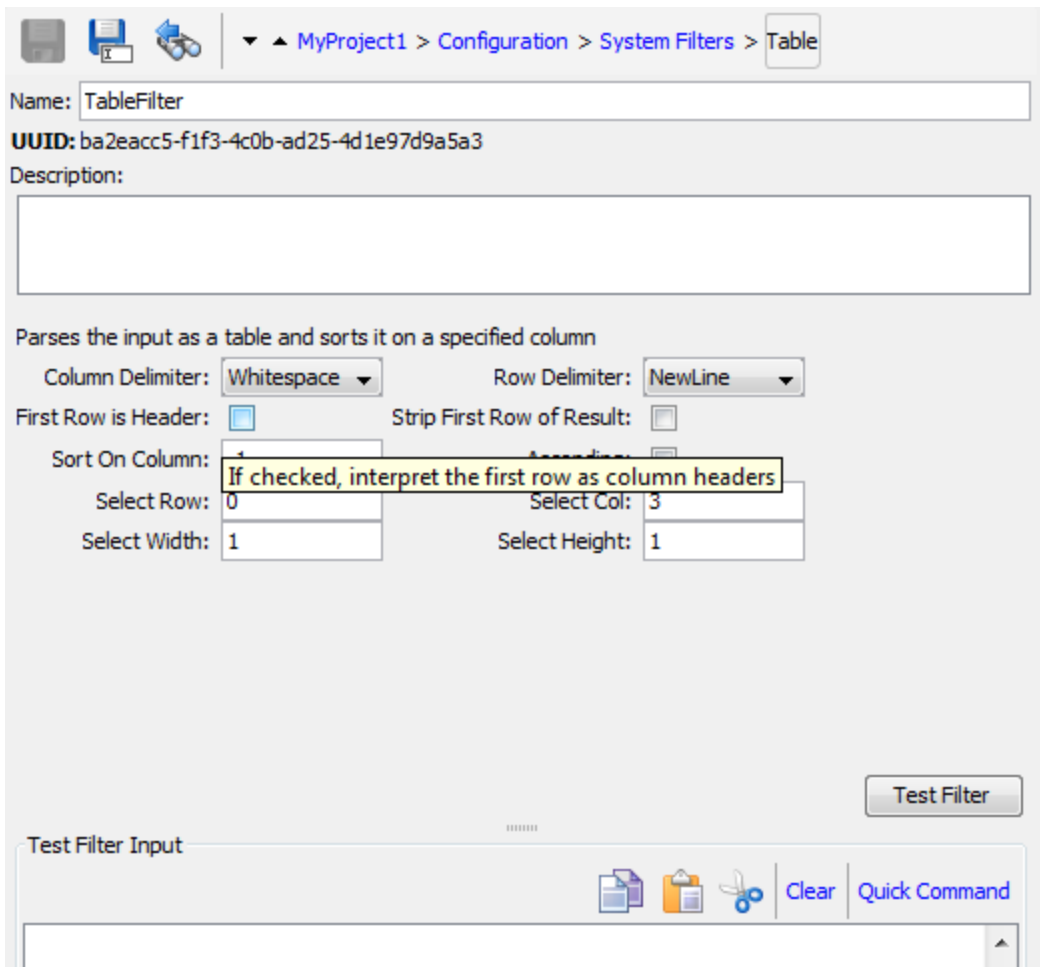 MyProject1 > Configuration > System Filters > Table
Name: TableFilter
UUID: ba2eacc5-f1f3-4c0b-ad25-4d1e97d9a5a3
Description:
Parses the input as a table and sorts it on a specified column
Column Delimiter: Whitespace Row Delimiter: NewLine
First Row is Header: Strip First Row of Result:
Sort On Column:
If checked, interpret the first row as column headers
Select Row: 0 Select Col: 3
Select Width: 1 Select Height: 1
Test Filter
Test Filter Input
Clear Quick Command